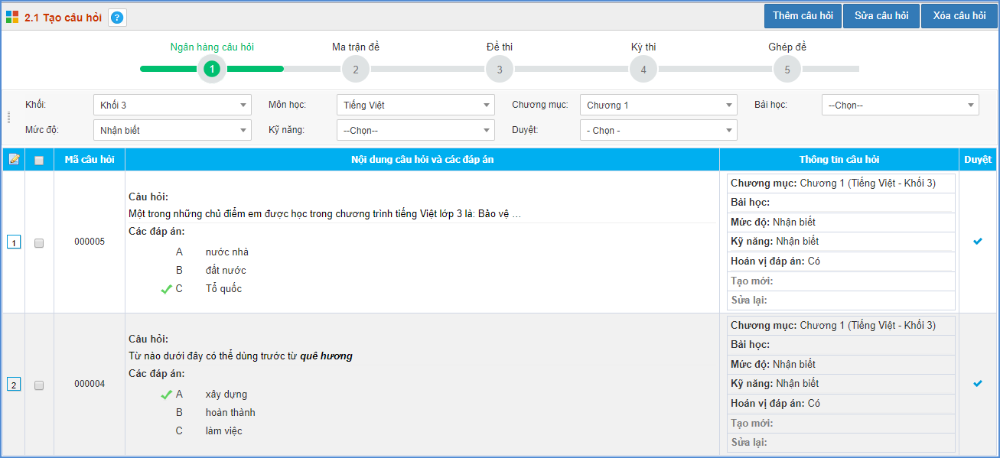 2.1 Tạo câu hỏi ?
Thêm câu hỏi Sửa câu hỏi Xóa câu hỏi
Ngân hàng câu hỏi Ma trận đề Đề thi Kỳ thi Ghép đề
1 2 3 4 5
Khối: Khối 3 Môn học: Tiếng Việt Chương mục: Chương 1 Bài học: --Chọn--
Mức độ: Nhận biết Kỹ năng: --Chọn-- Duyệt: - Chọn -
Mã câu hỏi Nội dung câu hỏi và các đáp án Thông tin câu hỏi Duyệt
1
000005
Câu hỏi:
Một trong những chủ điểm em được học trong chương trình tiếng Việt lớp 3 là: Bảo vệ …
Các đáp án:
A nước nhà
B đất nước
C Tổ quốc
Chương mục: Chương 1 (Tiếng Việt - Khối 3)
Bài học:
Mức độ: Nhận biết
Kỹ năng: Nhận biết
Hoán vị đáp án: Có
Tạo mới:
Sửa lại:
2
000004
Câu hỏi:
Từ nào dưới đây có thể dùng trước từ quê hương
Các đáp án:
A xây dựng
B hoàn thành
C làm việc
Chương mục: Chương 1 (Tiếng Việt - Khối 3)
Bài học:
Mức độ: Nhận biết
Kỹ năng: Nhận biết
Hoán vị đáp án: Có
Tạo mới:
Sửa lại: